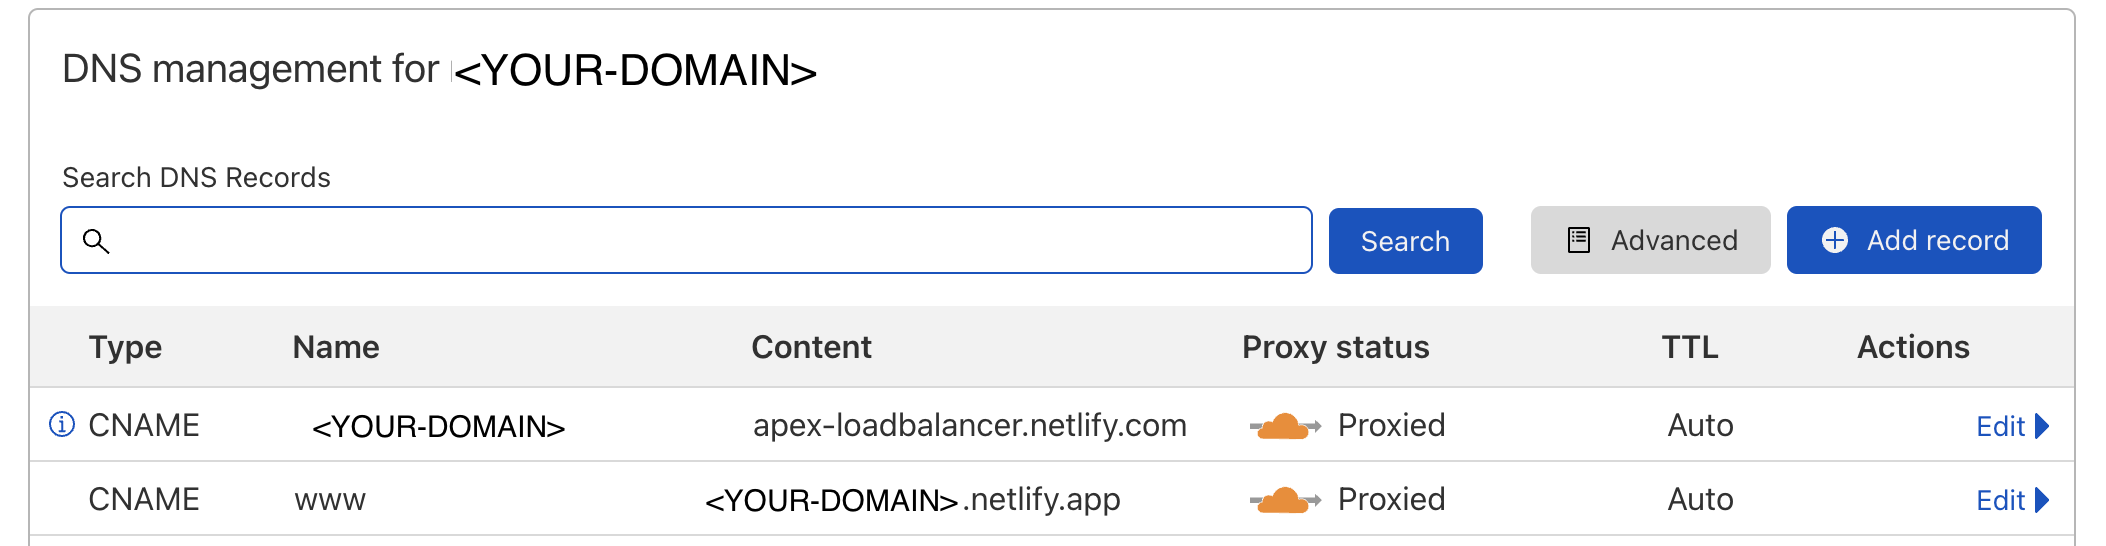 DNS management for <YOUR-DOMAIN>
Search DNS Records
Search Advanced Add record
Type Name Content Proxy status TTL Actions
CNAME <YOUR-DOMAIN> apex-loadbalancer.netlify.com Proxied Auto Edit
CNAME www <YOUR-DOMAIN>.netlify.app Proxied Auto Edit